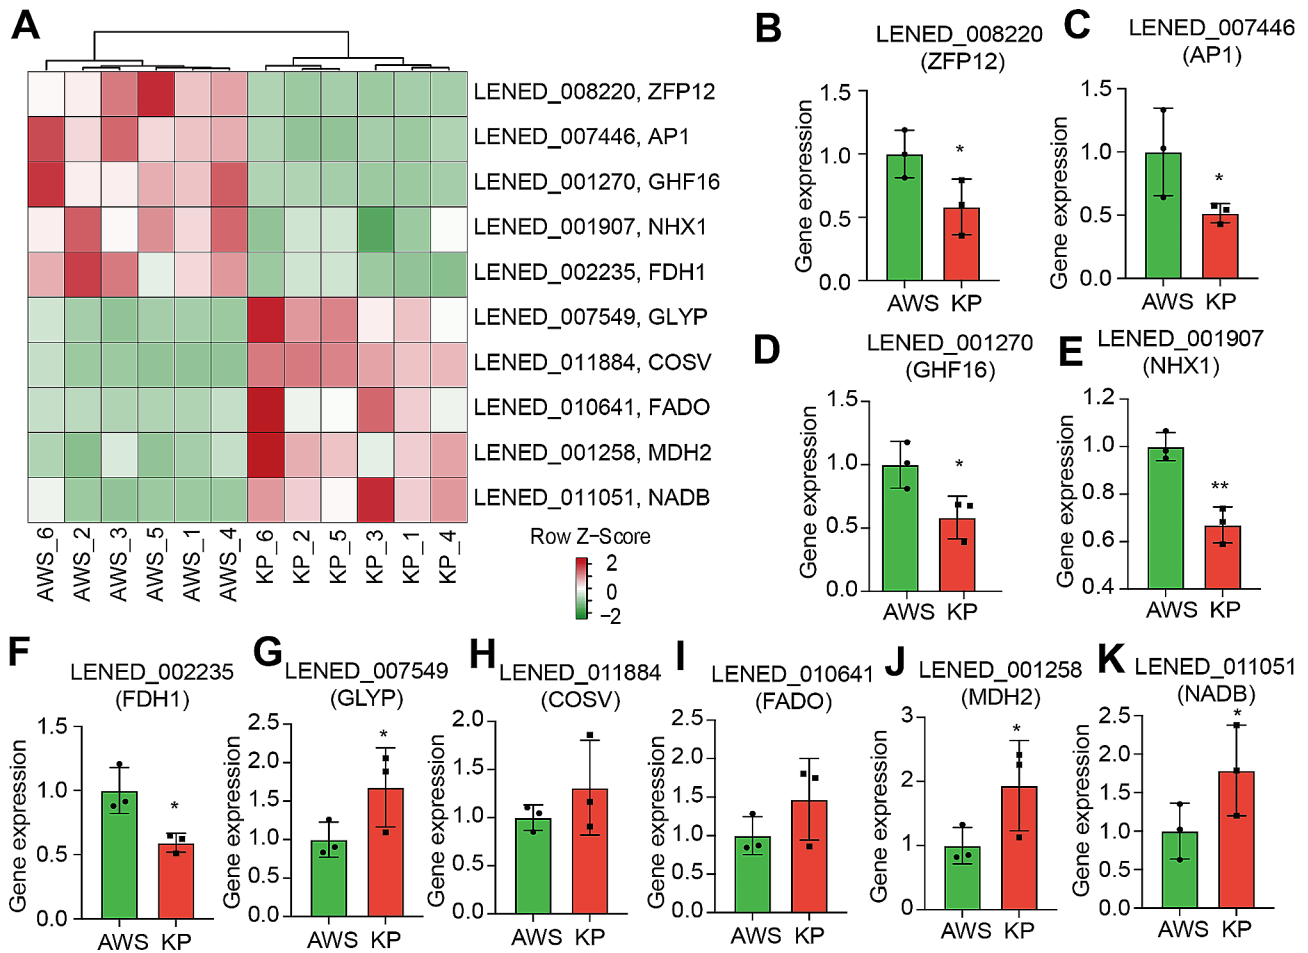 A
LENED_008220, ZFP12
LENED_007446, AP1
LENED_001270, GHF16
LENED_001907, NHX1
LENED_002235, FDH1
LENED_007549, GLYP
LENED_011884, COSV
LENED_010641, FADO
LENED_001258, MDH2
LENED_011051, NADB
AWS_6
AWS_2
AWS_3
AWS_5
AWS_1
AWS_4
KP_6
KP_2
KP_5
KP_3
KP_1
KP_4
Row Z−Score
2
0
−2
B
LENED_008220
(ZFP12)
Gene expression
1.5
1.0
0.5
0.0
*
AWS KP
C
LENED_007446
(AP1)
Gene expression
1.5
1.0
0.5
0.0
*
AWS KP
D
LENED_001270
(GHF16)
Gene expression
1.5
1.0
0.5
0.0
*
AWS KP
E
LENED_001907
(NHX1)
Gene expression
1.2
1.0
0.8
0.6
0.4
**
AWS KP
F
LENED_002235
(FDH1)
Gene expression
1.5
1.0
0.5
0.0
*
AWS KP
G
LENED_007549
(GLYP)
Gene expression
2.5
2.0
1.5
1.0
0.5
0.0
*
AWS KP
H
LENED_011884
(COSV)
Gene expression
2.0
1.5
1.0
0.5
0.0
AWS KP
I
LENED_010641
(FADO)
Gene expression
2.5
2.0
1.5
1.0
0.5
0.0
AWS KP
J
LENED_001258
(MDH2)
Gene expression
3
2
1
0
*
AWS KP
K
LENED_011051
(NADB)
Gene expression
2.5
2.0
1.5
1.0
0.5
0.0
*
AWS KP